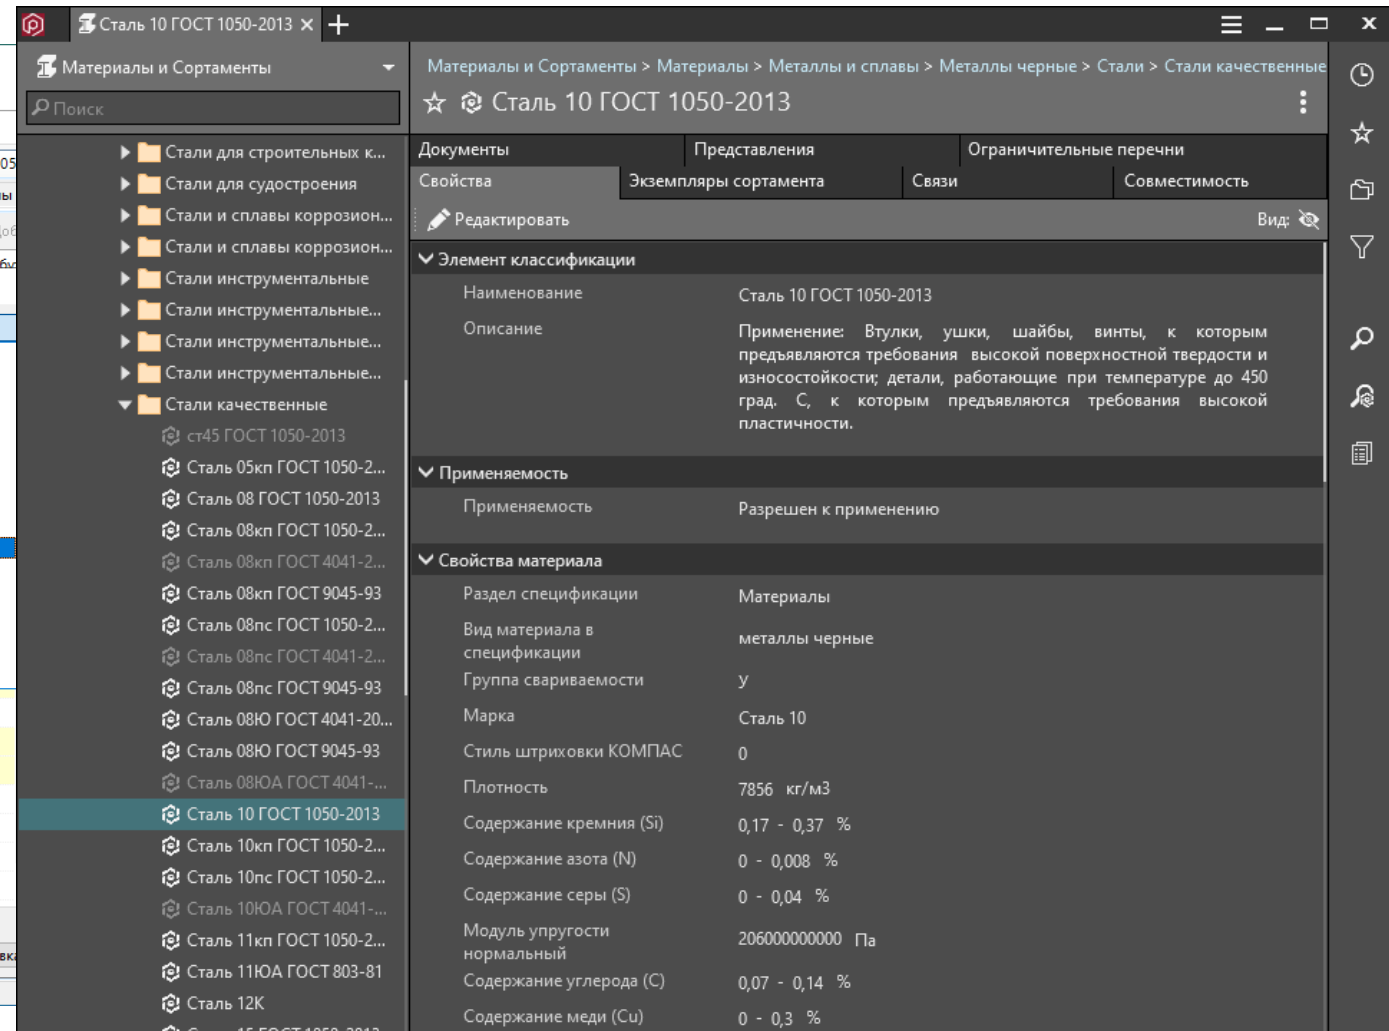 Сталь 10 ГОСТ 1050-2013
Материалы и Сортаменты
Поиск
Стали для строительных к...
Стали для судостроения
Стали и сплавы коррозион...
Стали и сплавы коррозион...
Стали инструментальные
Стали инструментальные...
Стали инструментальные...
Стали инструментальные...
Стали качественные
ст45 ГОСТ 1050-2013
Сталь 05кп ГОСТ 1050-2...
Сталь 08 ГОСТ 1050-2013
Сталь 08кп ГОСТ 1050-2...
Сталь 08кп ГОСТ 4041-2...
Сталь 08кп ГОСТ 9045-93
Сталь 08пс ГОСТ 1050-2...
Сталь 08пс ГОСТ 4041-2...
Сталь 08пс ГОСТ 9045-93
Сталь 08Ю ГОСТ 4041-20...
Сталь 08Ю ГОСТ 9045-93
Сталь 08ЮА ГОСТ 4041-...
Сталь 10 ГОСТ 1050-2013
Сталь 10кп ГОСТ 1050-2...
Сталь 10пс ГОСТ 1050-2...
Сталь 10ЮА ГОСТ 4041-...
Сталь 11кп ГОСТ 1050-2...
Сталь 11ЮА ГОСТ 803-81
Сталь 12К
Материалы и Сортаменты > Материалы > Металлы и сплавы > Металлы черные > Стали > Стали качественные
Сталь 10 ГОСТ 1050-2013
Документы Представления Ограничительные перечни
Свойства Экземпляры сортамента Связи Совместимость
Редактировать Вид:
Элемент классификации
Наименование Сталь 10 ГОСТ 1050-2013
Описание Применение: Втулки, ушки, шайбы, винты, к которым
предъявляются требования высокой поверхностной твердости и
износостойкости; детали, работающие при температуре до 450
град. С, к которым предъявляются требования высокой
пластичности.
Применяемость
Применяемость Разрешен к применению
Свойства материала
Раздел спецификации Материалы
Вид материала в
спецификации металлы черные
Группа свариваемости У
Марка Сталь 10
Стиль штриховки КОМПАС 0
Плотность 7856 кг/м3
Содержание кремния (Si) 0,17 - 0,37 %
Содержание азота (N) 0 - 0,008 %
Содержание серы (S) 0 - 0,04 %
Модуль упругости
нормальный 206000000000 Па
Содержание углерода (C) 0,07 - 0,14 %
Содержание меди (Cu) 0 - 0,3 %